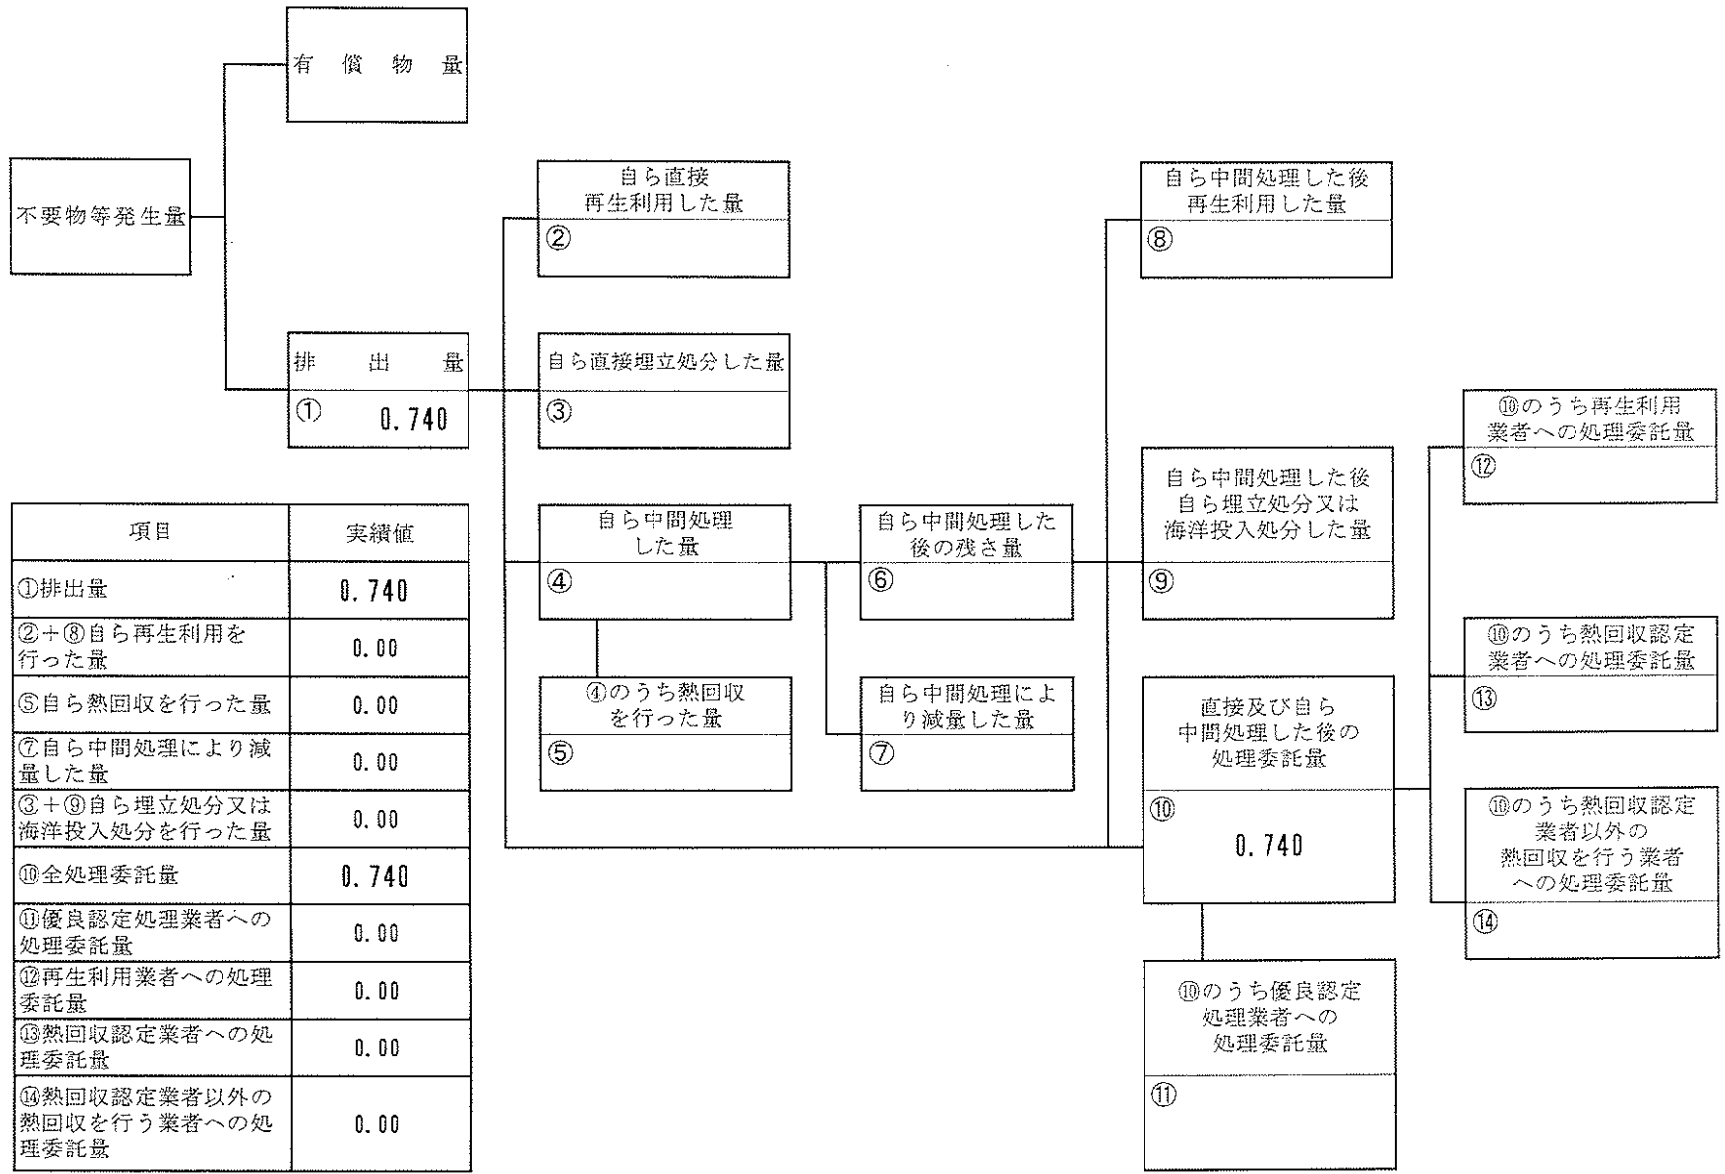 有償物量
不要物等発生量
排出量
① 0.740
自ら直接
再生利用した量
②
自ら直接埋立処分した量
③
自ら中間処理
した量
④
④のうち熱回収
を行った量
⑤
自ら中間処理した
後の残さ量
⑥
自ら中間処理によ
り減量した量
⑦
自ら中間処理した後
再生利用した量
⑧
自ら中間処理した後
自ら埋立処分又は
海洋投入処分した量
⑨
直接及び自ら
中間処理した後の
処理委託量
⑩
0.740
⑩のうち優良認定
処理業者への
処理委託量
⑪
⑩のうち再生利用
業者への処理委託量
⑫
⑩のうち熱回収認定
業者への処理委託量
⑬
⑩のうち熱回収認定
業者以外の
熱回収を行う業者
への処理委託量
⑭
項目 実績値
①排出量 0.740
②+⑧自ら再生利用を
行った量 0.00
⑤自ら熱回収を行った量 0.00
⑦自ら中間処理により減
量した量 0.00
③+⑨自ら埋立処分又は
海洋投入処分を行った量 0.00
⑩全処理委託量 0.740
⑪優良認定処理業者への
処理委託量 0.00
⑫再生利用業者への処理
委託量 0.00
⑬熱回収認定業者への処
理委託量 0.00
⑭熱回収認定業者以外の
熱回収を行う業者への処
理委託量 0.00